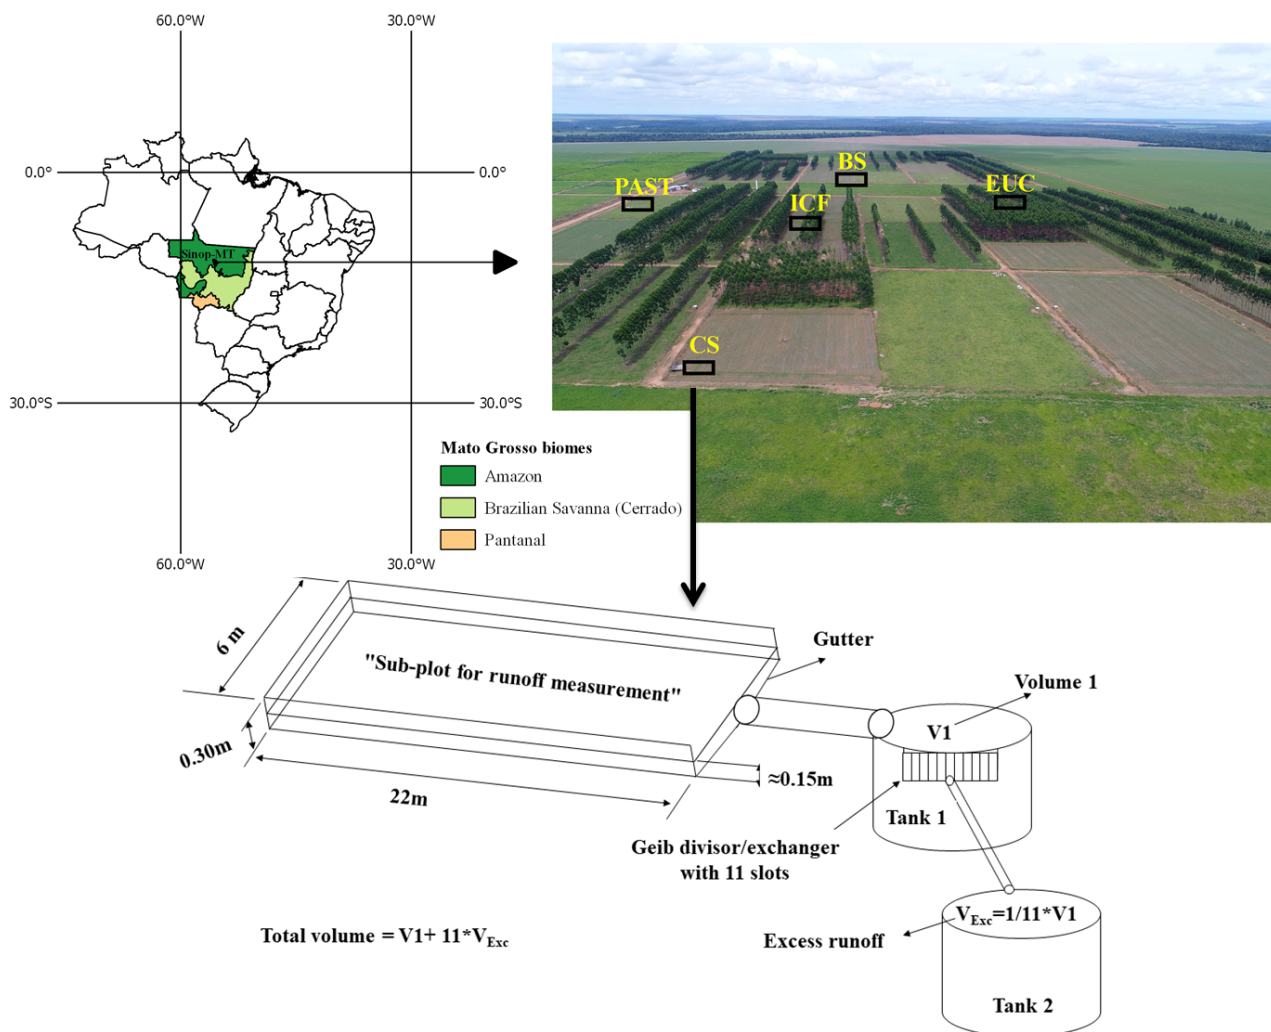 60.0°W
30.0°W
0.0°
0.0°
Sinop-MT
30.0°S
30.0°S
60.0°W
30.0°W
Mato Grosso biomes
Amazon
Brazilian Savanna (Cerrado)
Pantanal
BS
PAST
EUC
ICF
CS
6 m
"Sub-plot for runoff measurement"
0.30m
22m
≈0.15m
Gutter
Volume 1
V1
Tank 1
Geib divisor/exchanger
with 11 slots
V_Exc=1/11*V1
Excess runoff
Tank 2
Total volume = V1+ 11*V_Exc